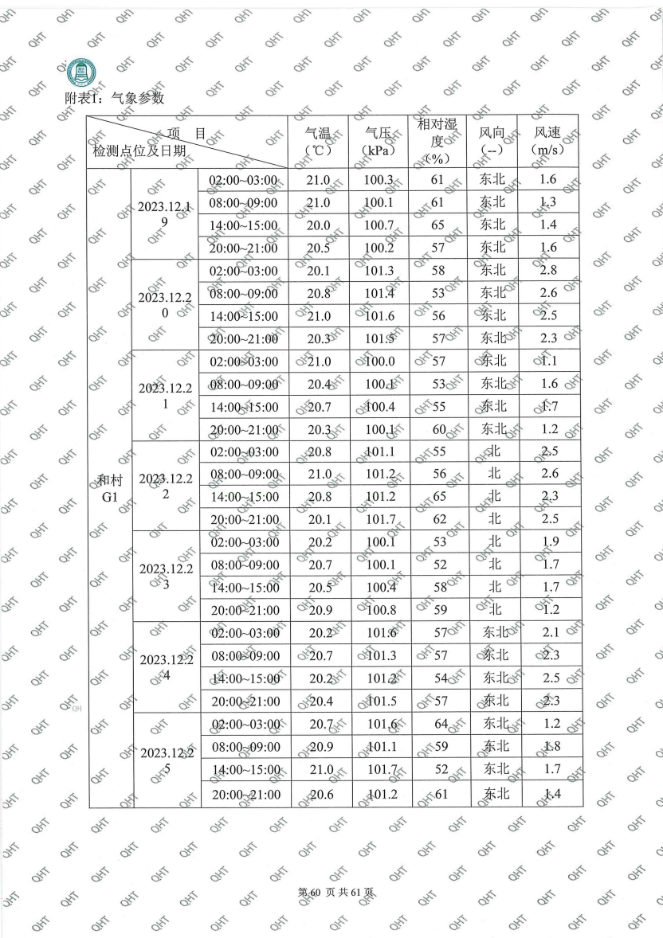 附表1：气象参数
项 目 气温 气压 相对湿 风向 风速
检测点位及日期 （℃） （kPa） 度 （--） （m/s）
（%）
02:00~03:00 21.0 100.3 61 东北 1.6
2023.12.1 08:00~09:00 21.0 100.1 61 东北 1.3
9 14:00~15:00 20.0 100.7 65 东北 1.4
20:00~21:00 20.5 100.2 57 东北 1.6
02:00~03:00 20.1 101.3 58 东北 2.8
2023.12.2 08:00~09:00 20.8 101.4 53 东北 2.6
0 14:00~15:00 21.0 101.6 56 东北 2.5
20:00~21:00 20.3 101.5 57 东北 2.3
02:00~03:00 21.0 100.0 57 东北 1.1
2023.12.2 08:00~09:00 20.4 100.1 53 东北 1.6
1 14:00~15:00 20.7 100.4 55 东北 1.7
20:00~21:00 20.3 100.1 60 东北 1.2
02:00~03:00 20.8 101.1 55 北 2.5
和村 2023.12.2 08:00~09:00 21.0 101.2 56 北 2.6
G1 2 14:00~15:00 20.8 101.2 65 北 2.3
20:00~21:00 20.1 101.7 62 北 2.5
02:00~03:00 20.2 100.1 53 北 1.9
2023.12.2 08:00~09:00 20.7 100.1 52 北 1.7
3 14:00~15:00 20.5 100.4 58 北 1.7
20:00~21:00 20.9 100.8 59 北 1.2
02:00~03:00 20.2 101.6 57 东北 2.1
2023.12.2 08:00~09:00 20.7 101.3 57 东北 2.3
4 14:00~15:00 20.2 101.2 54 东北 2.5
20:00~21:00 20.4 101.5 57 东北 2.3
02:00~03:00 20.7 101.6 64 东北 1.2
2023.12.2 08:00~09:00 20.9 101.1 59 东北 1.8
5 14:00~15:00 21.0 101.7 52 东北 1.7
20:00~21:00 20.6 101.2 61 东北 1.4
第 60 页 共 61 页
QHT